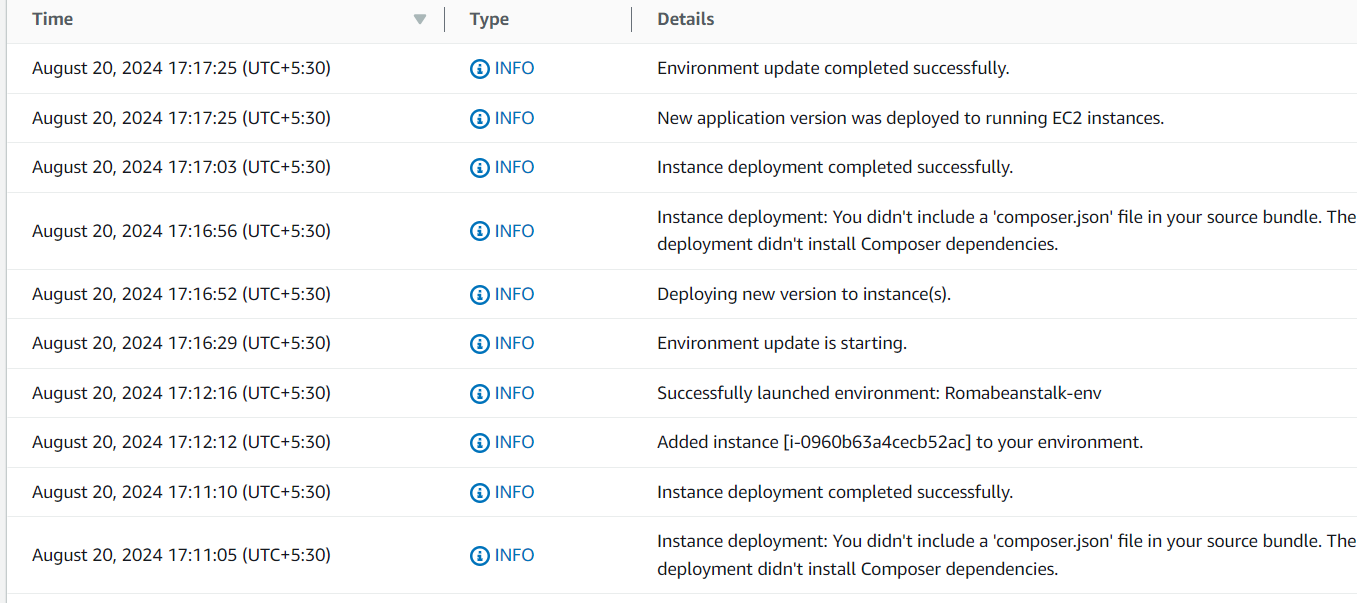 Time Type Details
August 20, 2024 17:17:25 (UTC+5:30) INFO Environment update completed successfully.
August 20, 2024 17:17:25 (UTC+5:30) INFO New application version was deployed to running EC2 instances.
August 20, 2024 17:17:03 (UTC+5:30) INFO Instance deployment completed successfully.
August 20, 2024 17:16:56 (UTC+5:30) INFO Instance deployment: You didn't include a 'composer.json' file in your source bundle. The
deployment didn't install Composer dependencies.
August 20, 2024 17:16:52 (UTC+5:30) INFO Deploying new version to instance(s).
August 20, 2024 17:16:29 (UTC+5:30) INFO Environment update is starting.
August 20, 2024 17:12:16 (UTC+5:30) INFO Successfully launched environment: Romabeanstalk-env
August 20, 2024 17:12:12 (UTC+5:30) INFO Added instance [i-0960b63a4cecb52ac] to your environment.
August 20, 2024 17:11:10 (UTC+5:30) INFO Instance deployment completed successfully.
August 20, 2024 17:11:05 (UTC+5:30) INFO Instance deployment: You didn't include a 'composer.json' file in your source bundle. The
deployment didn't install Composer dependencies.